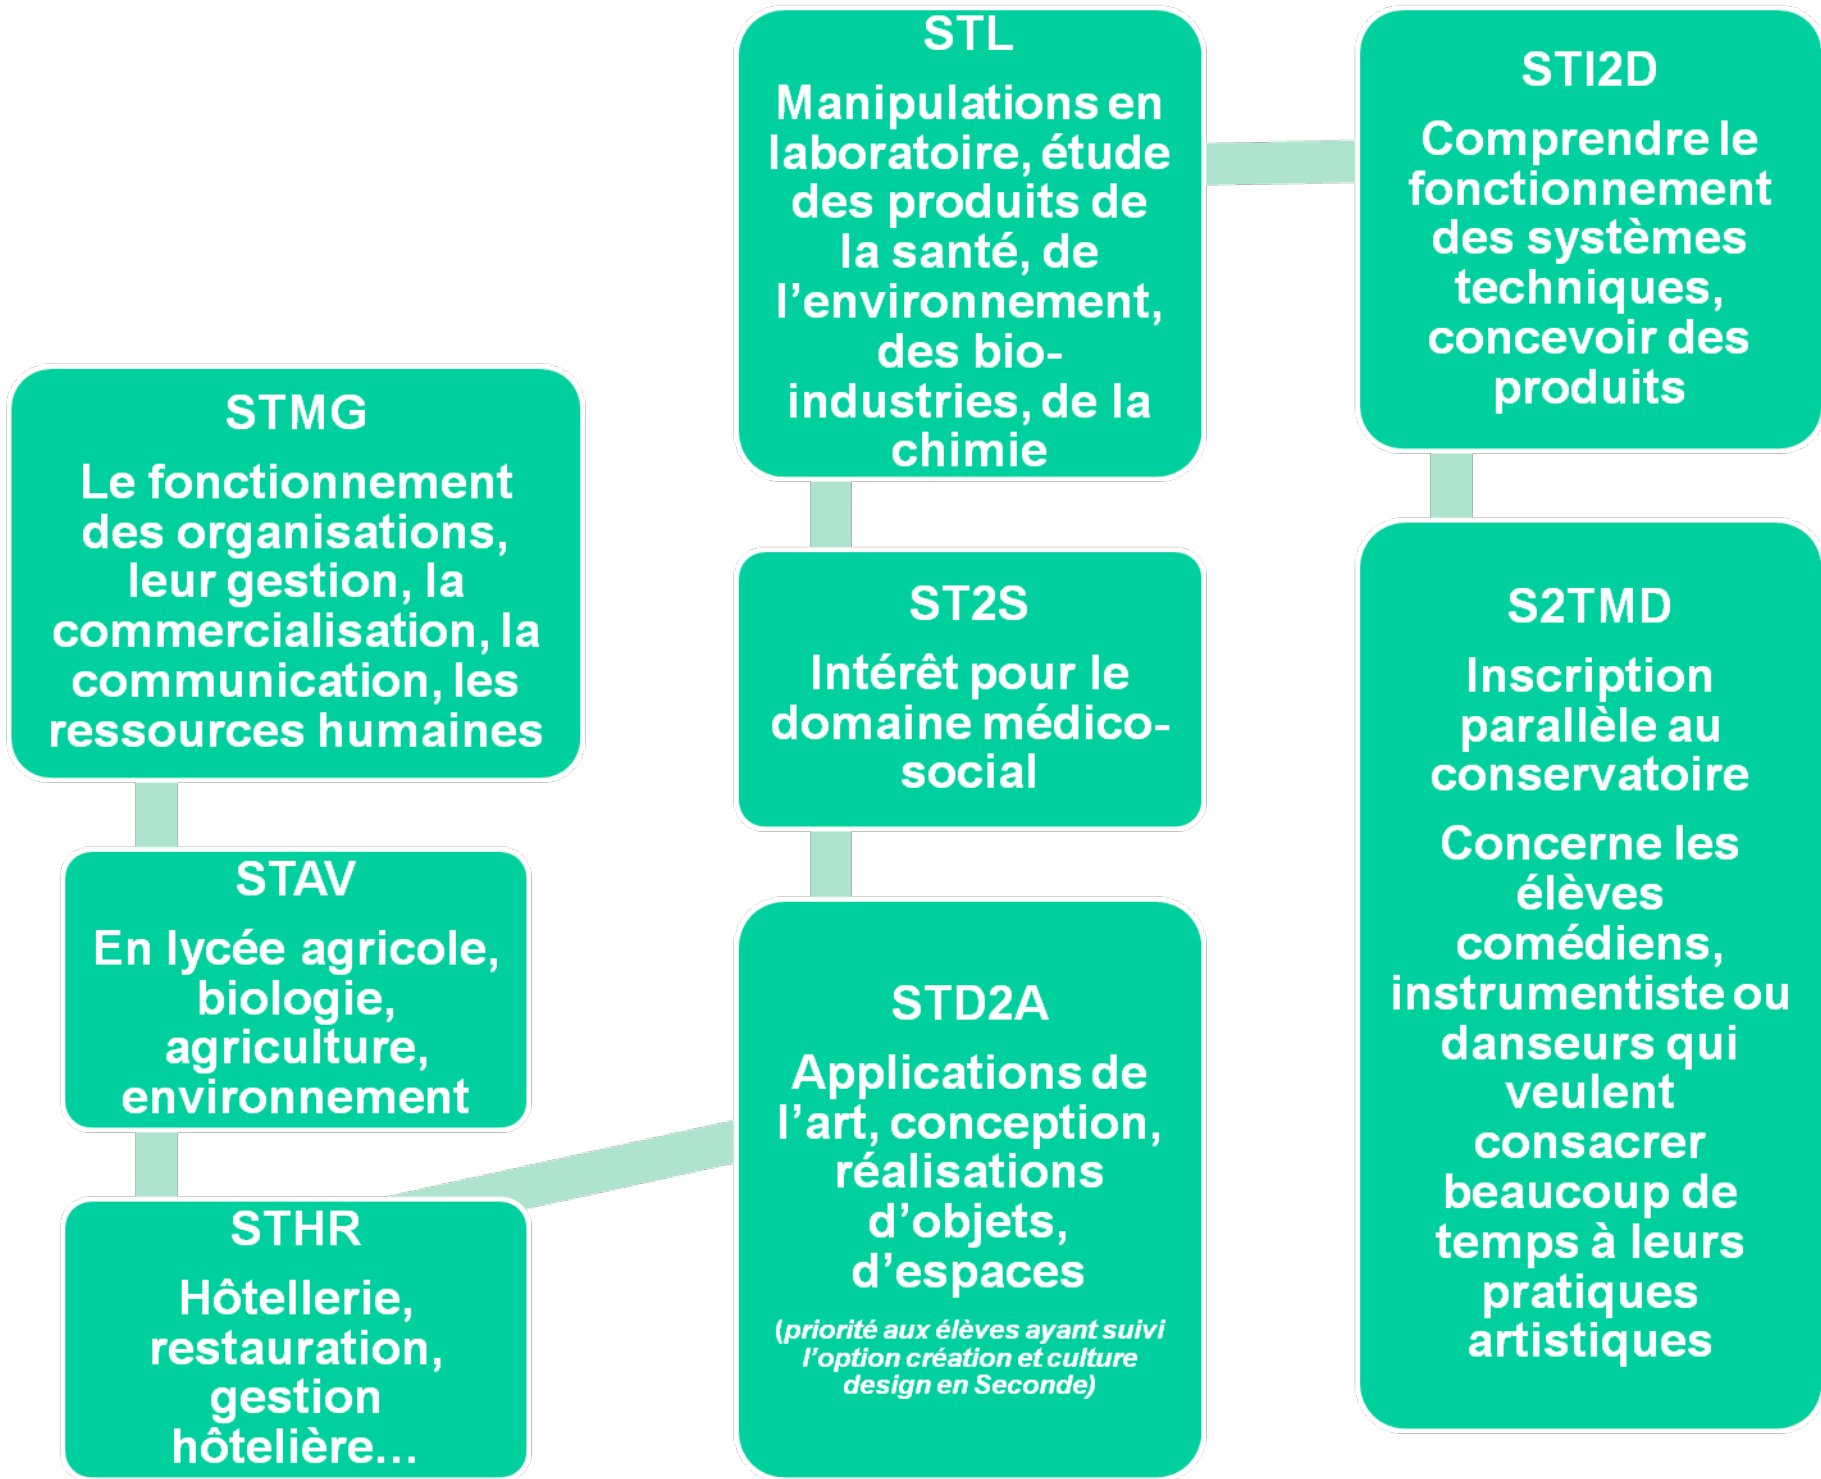 STMG
Le fonctionnement
des organisations,
leur gestion, la
commercialisation, la
communication, les
ressources humaines
STAV
En lycée agricole,
biologie,
agriculture,
environnement
STHR
Hôtellerie,
restauration,
gestion
hôtelière…
STL
Manipulations en
laboratoire, étude
des produits de
la santé, de
l’environnement,
des bio-
industries, de la
chimie
ST2S
Intérêt pour le
domaine médico-
social
STD2A
Applications de
l’art, conception,
réalisations
d’objets,
d’espaces
(priorité aux élèves ayant suivi
l’option création et culture
design en Seconde)
STI2D
Comprendre le
fonctionnement
des systèmes
techniques,
concevoir des
produits
S2TMD
Inscription
parallèle au
conservatoire
Concerne les
élèves
comédiens,
instrumentiste ou
danseurs qui
veulent
consacrer
beaucoup de
temps à leurs
pratiques
artistiques